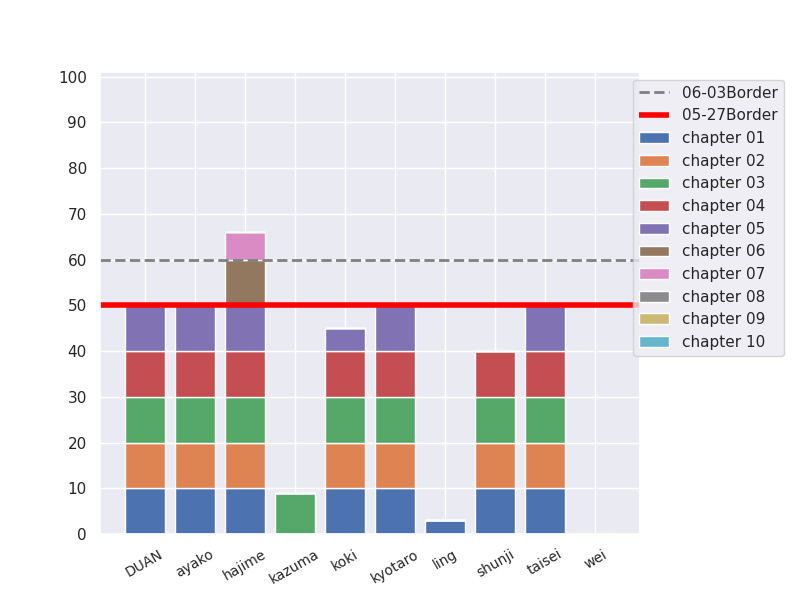 100
90
80
70
60
50
40
30
20
10
0
DUAN
ayako
hajime
kazuma
koki
kyotaro
ling
shunji
taisei
wei
06-03Border
05-27Border
chapter 01
chapter 02
chapter 03
chapter 04
chapter 05
chapter 06
chapter 07
chapter 08
chapter 09
chapter 10